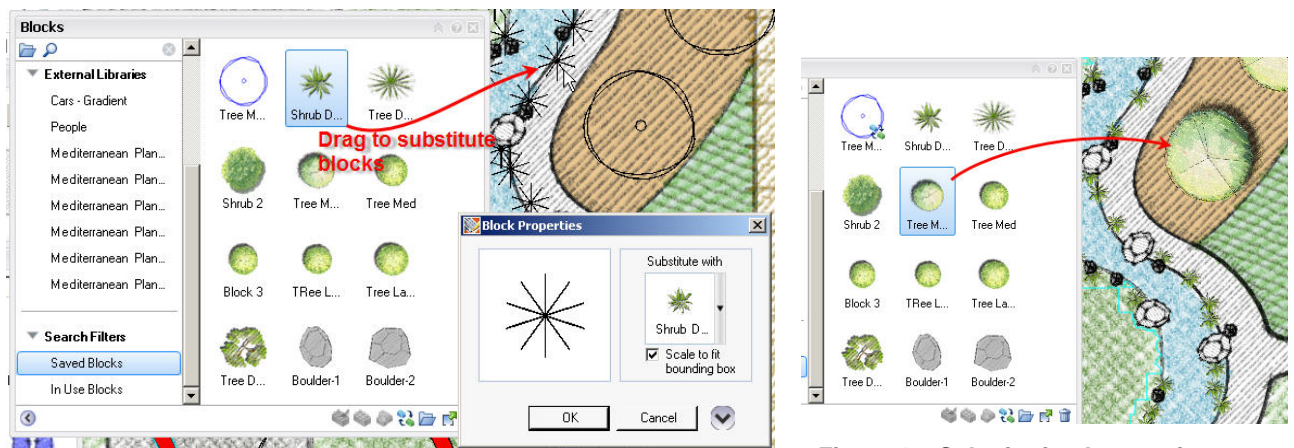 Blocks
External Libraries
Cars - Gradient
People
Mediterranean Plan...
Mediterranean Plan...
Mediterranean Plan...
Mediterranean Plan...
Mediterranean Plan...
Mediterranean Plan...
Search Filters
Saved Blocks
In Use Blocks
Tree M...
Shrub D...
Tree D...
Drag to substitute
blocks
Shrub 2
Tree M...
Tree Med
Block 3
TRee L...
Tree La...
Tree D...
Boulder-1
Boulder-2
Block Properties
Substitute with
Shrub D...
Scale to fit
bounding box
OK
Cancel
Tree M...
Shrub D...
Tree D...
Shrub 2
Tree M...
Tree Med
Block 3
TRee L...
Tree La...
Tree D...
Boulder-1
Boulder-2